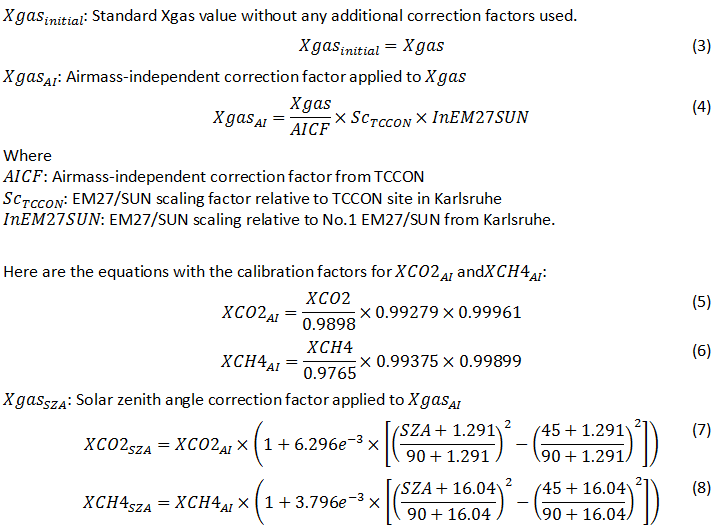 Xgas_initial: Standard Xgas value without any additional correction factors used.
Xgas_initial = Xgas (3)
Xgas_AI: Airmass-independent correction factor applied to Xgas
Xgas_AI = Xgas/AICF × Sc_TCCON × InEM27SUN (4)
Where
AICF: Airmass-independent correction factor from TCCON
Sc_TCCON: EM27/SUN scaling factor relative to TCCON site in Karlsruhe
InEM27SUN: EM27/SUN scaling relative to No.1 EM27/SUN from Karlsruhe.
Here are the equations with the calibration factors for XCO2_AI andXCH4_AI:
XCO2_AI = XCO2/0.9898 × 0.99279 × 0.99961 (5)
XCH4_AI = XCH4/0.9765 × 0.99375 × 0.99899 (6)
Xgas_SZA: Solar zenith angle correction factor applied to Xgas_AI
XCO2_SZA = XCO2_AI × (1 + 6.296e^−3 × [((SZA + 1.291)/(90 + 1.291))^2 − ((45 + 1.291)/(90 + 1.291))^2]) (7)
XCH4_SZA = XCH4_AI × (1 + 3.796e^−3 × [((SZA + 16.04)/(90 + 16.04))^2 − ((45 + 16.04)/(90 + 16.04))^2]) (8)